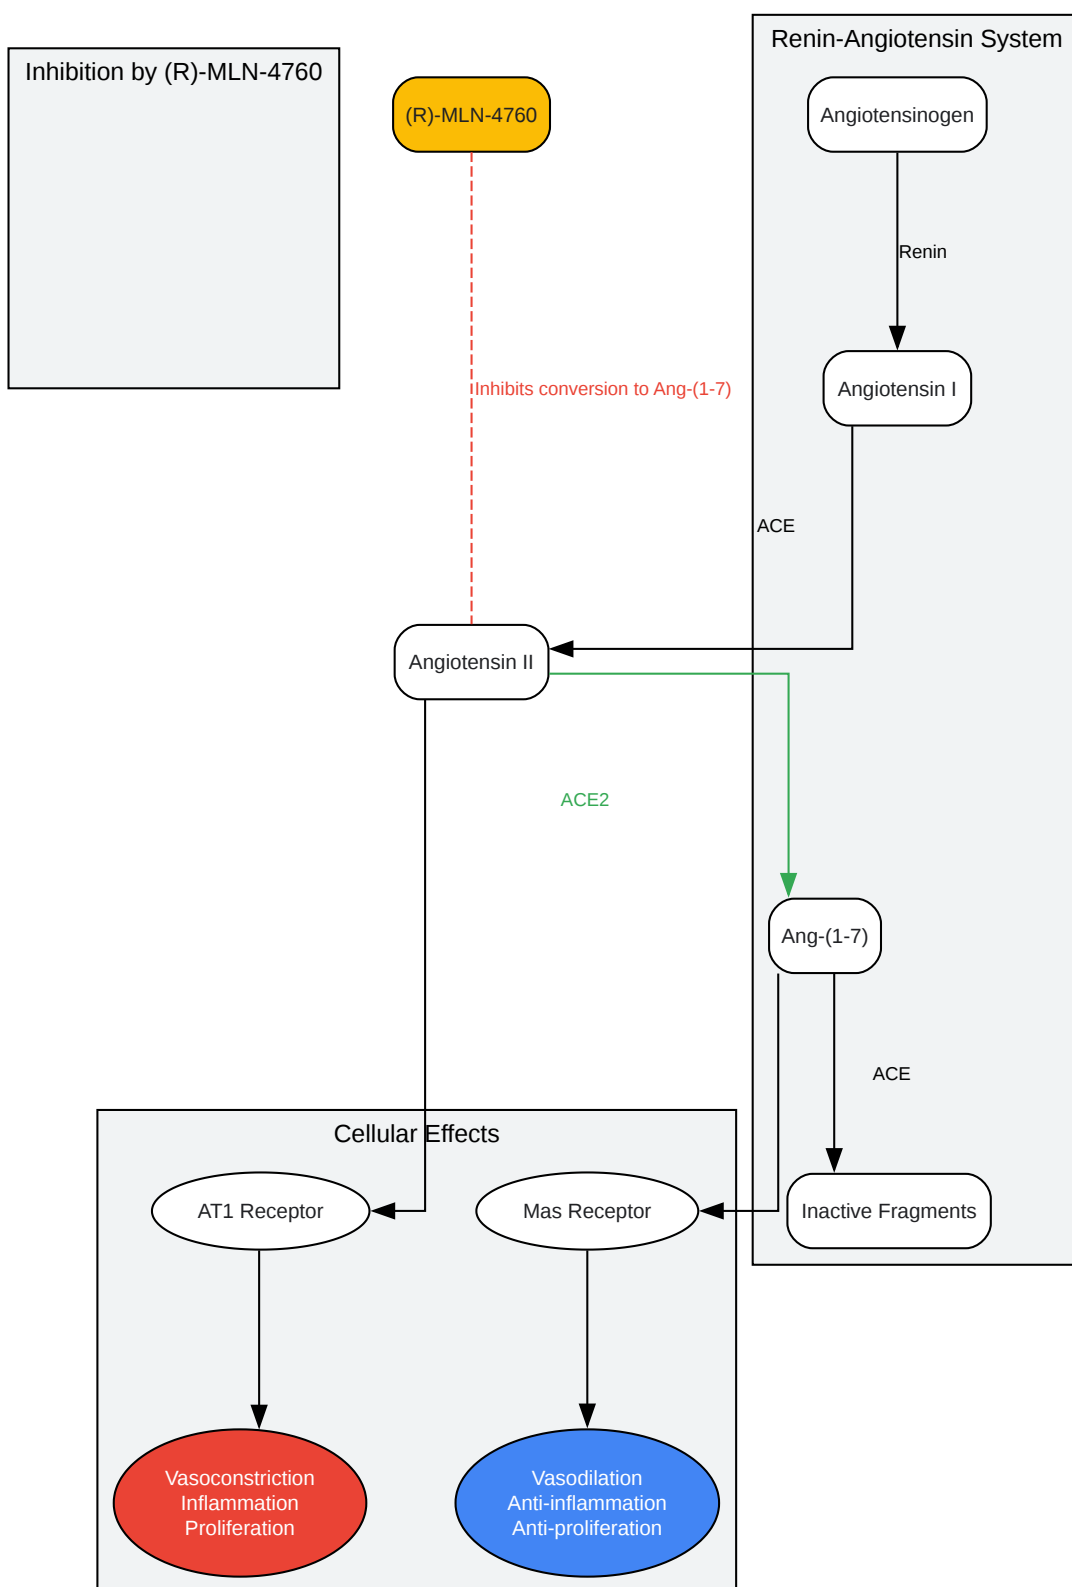 Renin-Angiotensin System
Inhibition by (R)-MLN-4760
(R)-MLN-4760
Angiotensinogen
Renin
Inhibits conversion to Ang-(1-7)
Angiotensin I
ACE
Angiotensin II
ACE2
Ang-(1-7)
ACE
Cellular Effects
AT1 Receptor
Mas Receptor
Inactive Fragments
Vasoconstriction
Inflammation
Proliferation
Vasodilation
Anti-inflammation
Anti-proliferation